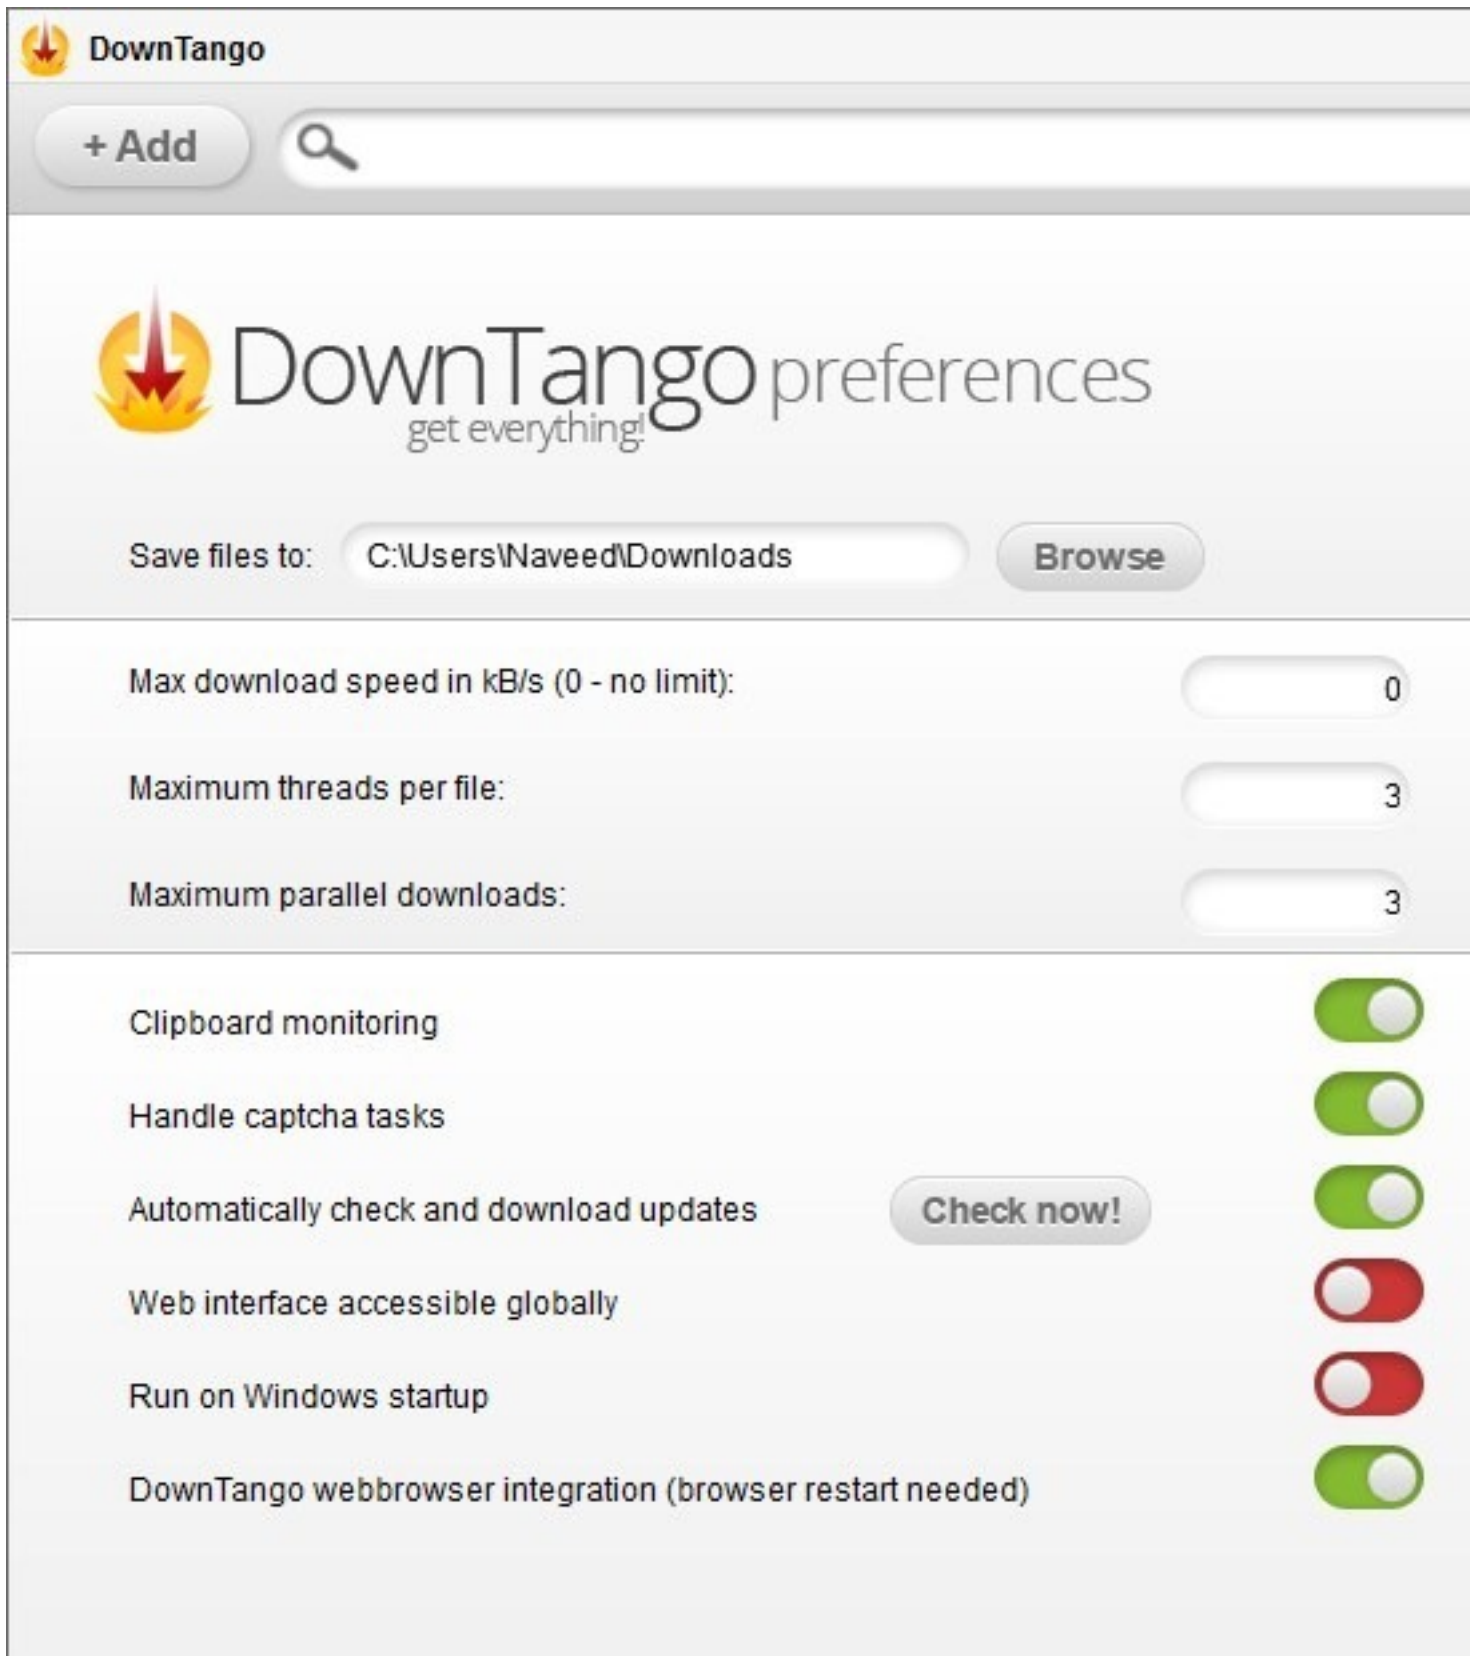 DownTango
+ Add
DownTango preferences
get everything!
Save files to: C:\Users\Naveed\Downloads Browse
Max download speed in kB/s (0 - no limit): 0
Maximum threads per file: 3
Maximum parallel downloads: 3
Clipboard monitoring
Handle captcha tasks
Automatically check and download updates Check now!
Web interface accessible globally
Run on Windows startup
DownTango webbrowser integration (browser restart needed)